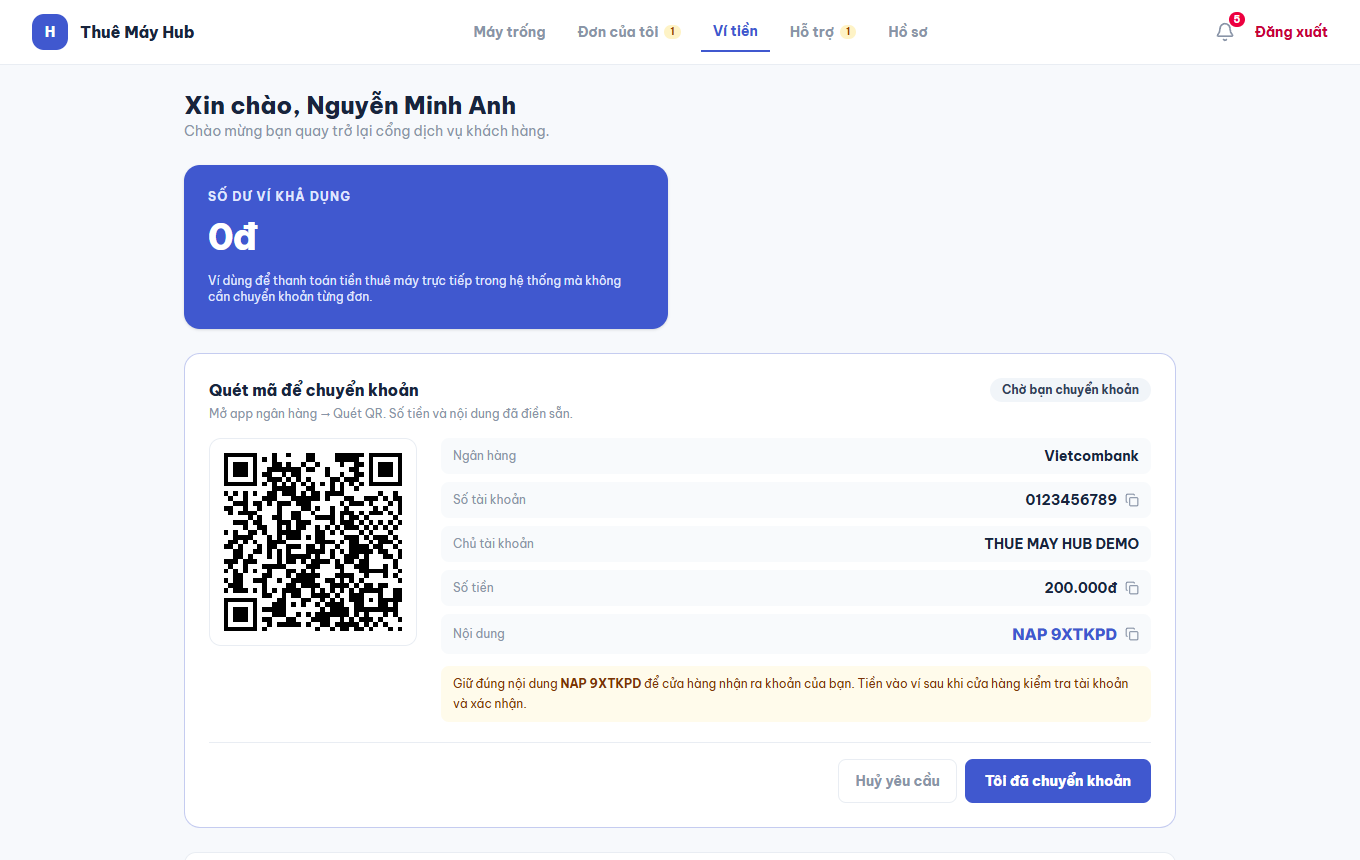 H Thuê Máy Hub
Máy trống
Đơn của tôi 1
Ví tiền
Hỗ trợ 1
Hồ sơ
5
Đăng xuất
Xin chào, Nguyễn Minh Anh
Chào mừng bạn quay trở lại cổng dịch vụ khách hàng.
SỐ DƯ VÍ KHẢ DỤNG
0đ
Ví dùng để thanh toán tiền thuê máy trực tiếp trong hệ thống mà không
cần chuyển khoản từng đơn.
Quét mã để chuyển khoản
Chờ bạn chuyển khoản
Mở app ngân hàng → Quét QR. Số tiền và nội dung đã điền sẵn.
Ngân hàng Vietcombank
Số tài khoản 0123456789
Chủ tài khoản THUE MAY HUB DEMO
Số tiền 200.000đ
Nội dung NAP 9XTKPD
Giữ đúng nội dung NAP 9XTKPD để cửa hàng nhận ra khoản của bạn. Tiền vào ví sau khi cửa hàng kiểm tra tài khoản
và xác nhận.
Huỷ yêu cầu
Tôi đã chuyển khoản